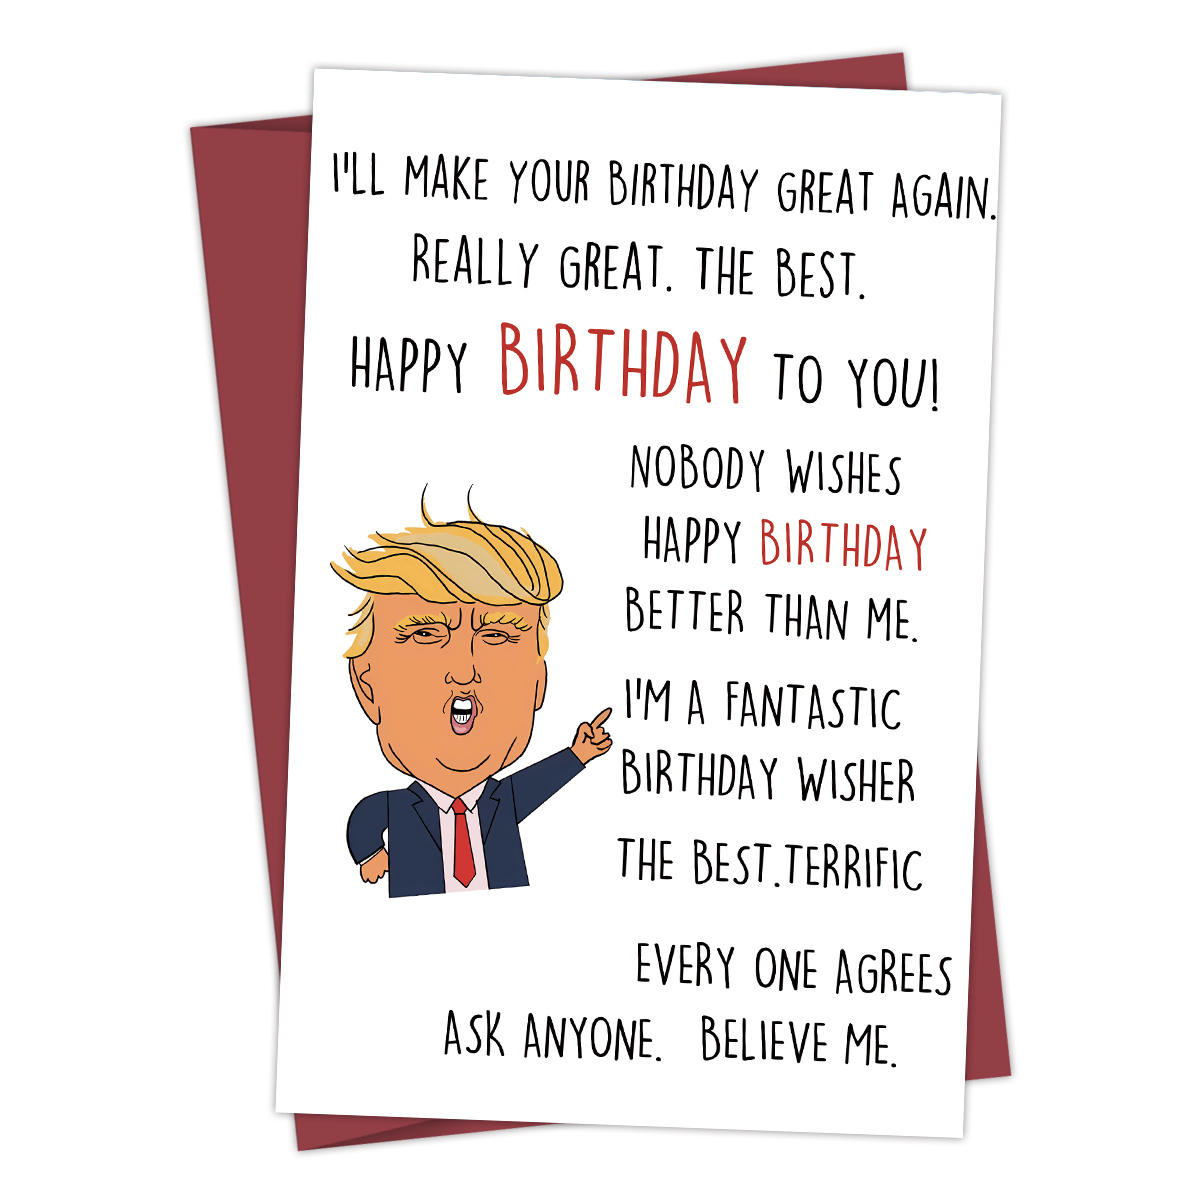 I'LL MAKE YOUR BIRTHDAY GREAT AGAIN.
REALLY GREAT. THE BEST.
HAPPY BIRTHDAY TO YOU!
NOBODY WISHES
HAPPY BIRTHDAY
BETTER THAN ME.
I'M A FANTASTIC
BIRTHDAY WISHER
THE BEST.TERRIFIC
EVERY ONE AGREES
ASK ANYONE. BELIEVE ME.